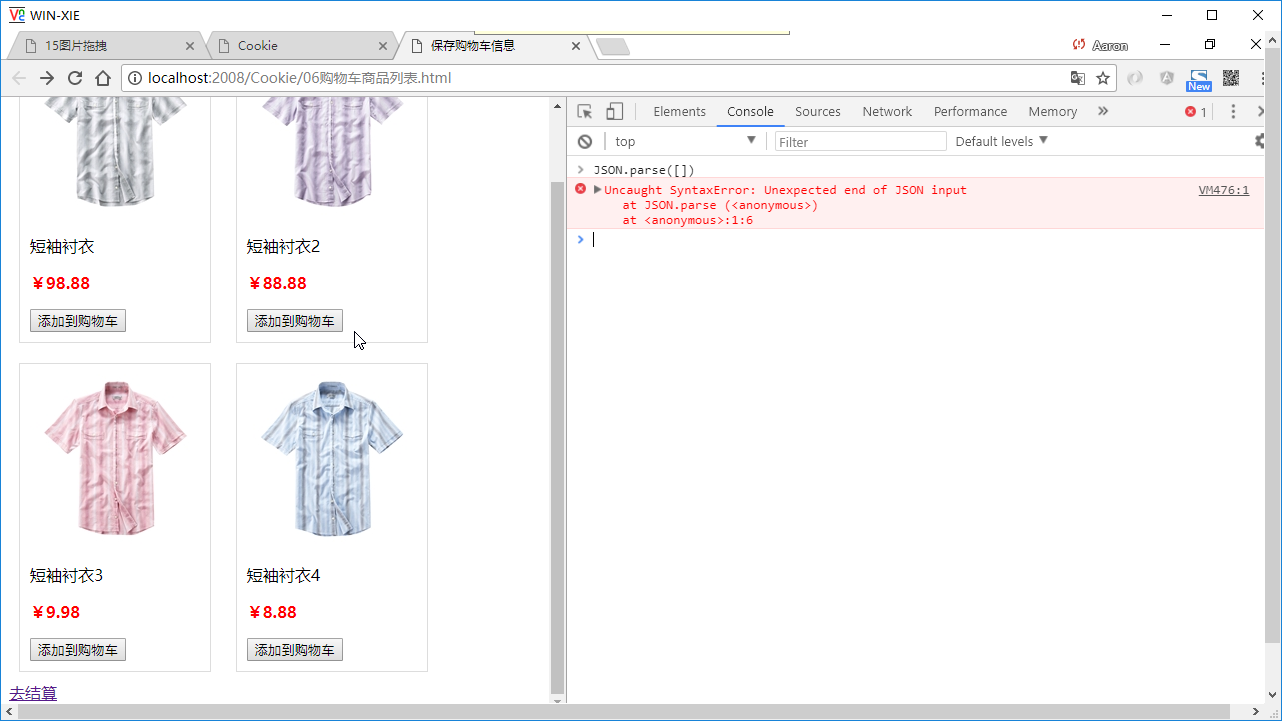 WIN-XIE
15图片拖拽
Cookie
保存购物车信息
Aaron
localhost:2008/Cookie/06购物车商品列表.html
New
Elements
Console
Sources
Network
Performance
Memory
1
top
Filter
Default levels
JSON.parse([])
Uncaught SyntaxError: Unexpected end of JSON input
VM476:1
at JSON.parse (<anonymous>)
at <anonymous>:1:6
短袖衬衣
短袖衬衣2
￥98.88
￥88.88
添加到购物车
添加到购物车
短袖衬衣3
短袖衬衣4
￥9.98
￥8.88
添加到购物车
添加到购物车
去结算